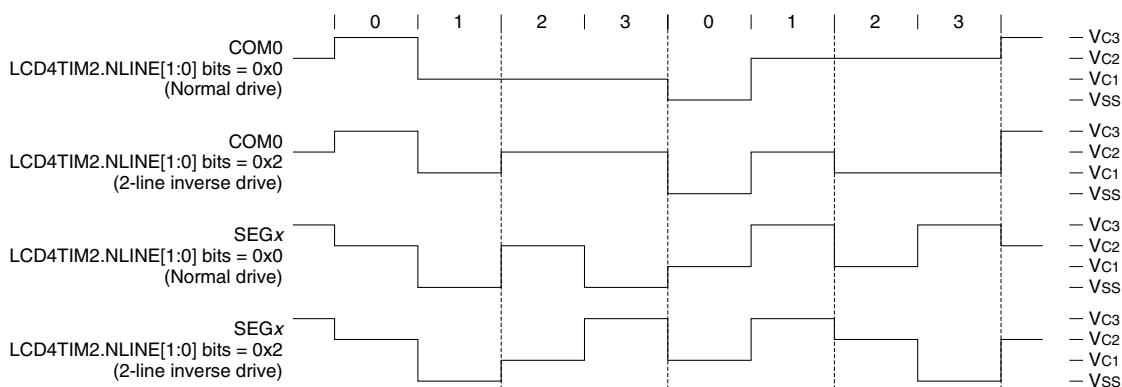 0 1 2 3 0 1 2 3
COM0
LCD4TIM2.NLINE[1:0] bits = 0x0
(Normal drive)
VC3
VC2
VC1
VSS
COM0
LCD4TIM2.NLINE[1:0] bits = 0x2
(2-line inverse drive)
VC3
VC2
VC1
VSS
SEGx
LCD4TIM2.NLINE[1:0] bits = 0x0
(Normal drive)
VC3
VC2
VC1
VSS
SEGx
LCD4TIM2.NLINE[1:0] bits = 0x2
(2-line inverse drive)
VC3
VC2
VC1
VSS